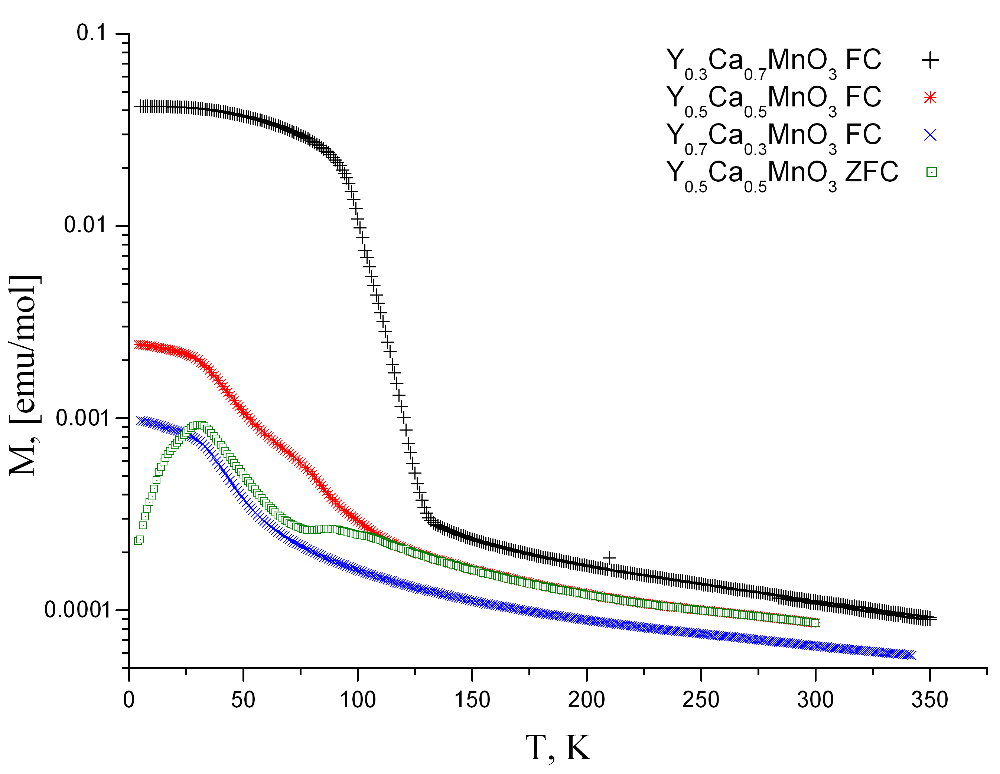 0.1
Y0.3Ca0.7MnO3 FC
Y0.5Ca0.5MnO3 FC
Y0.7Ca0.3MnO3 FC
Y0.5Ca0.5MnO3 ZFC
0.01
M, [emu/mol]
0.001
0.0001
0 50 100 150 200 250 300 350
T, K